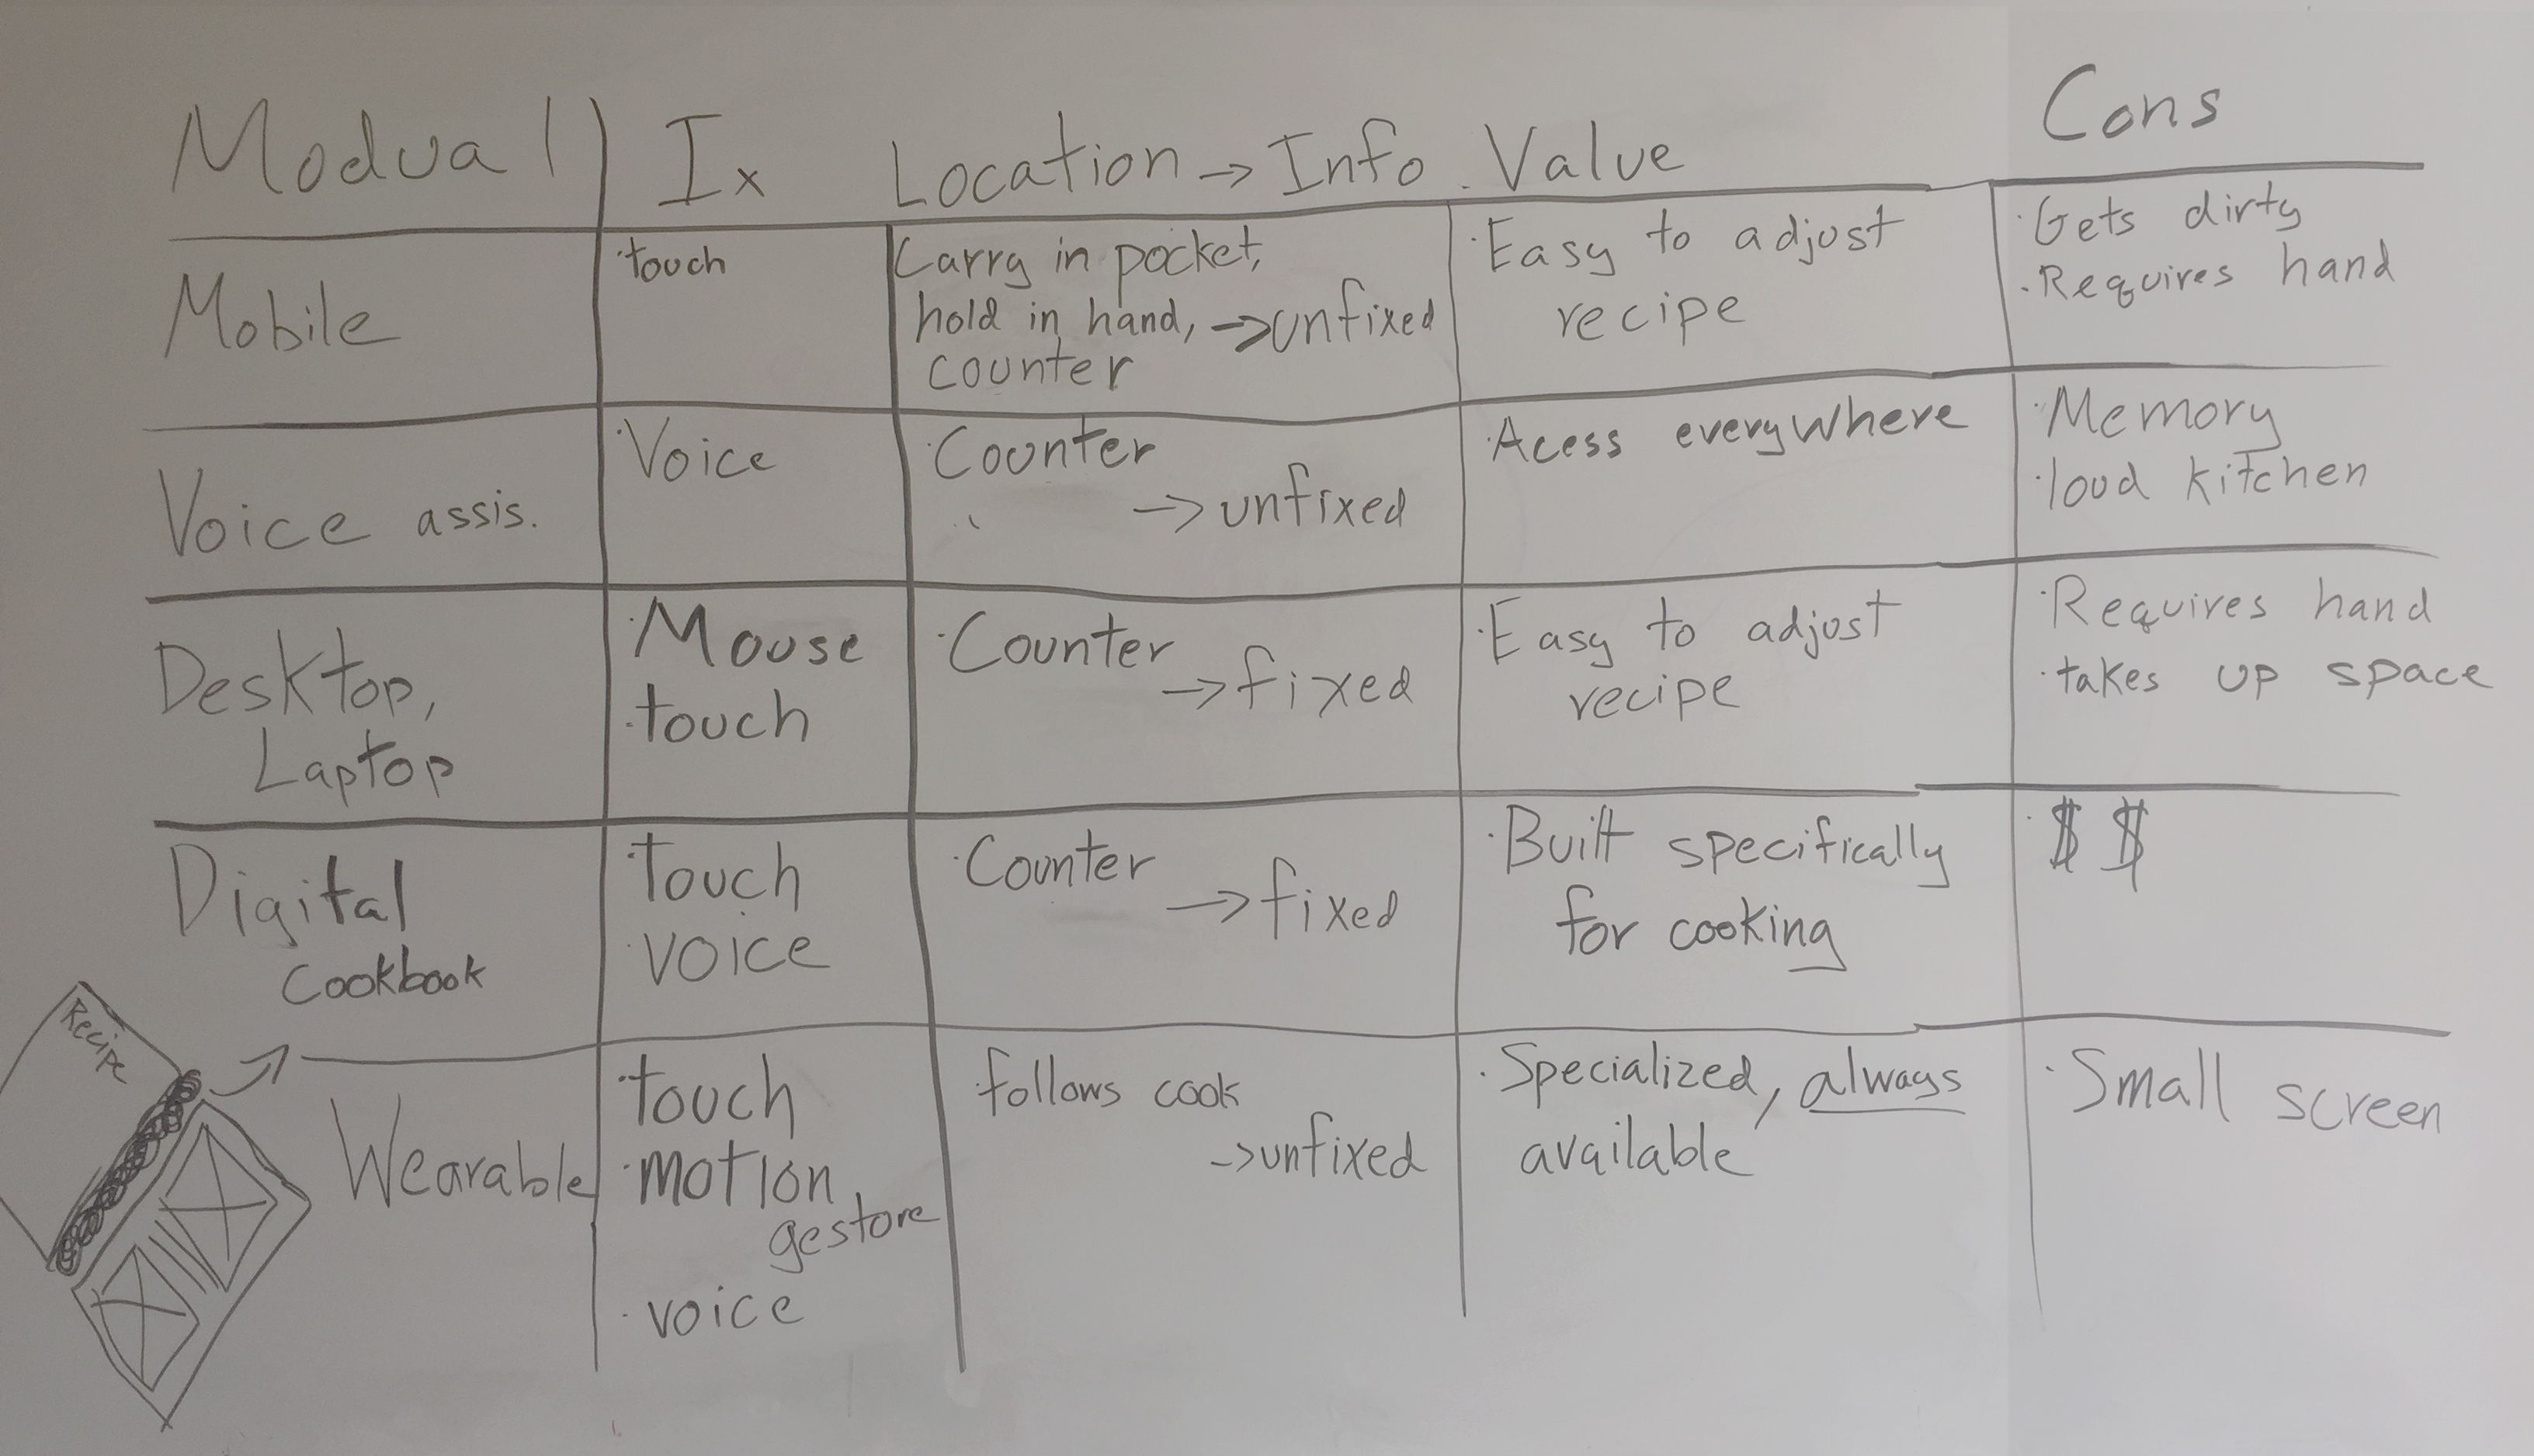 Modual Ix Location → Info Value Cons
Mobile
·touch
Carry in pocket,
hold in hand, → unfixed
counter
·Easy to adjust
recipe
·Gets dirty
·Requires hand
Voice assis.
·Voice
·Counter
→ unfixed
·Acess everywhere
·Memory
·loud kitchen
Desktop,
Laptop
·Mouse
·touch
·Counter
→ fixed
·Easy to adjust
recipe
·Requires hand
·takes up space
Digital
Cookbook
·Touch
·voice
·Counter
→ fixed
·Built specifically
for cooking
·$ $
Recipe
Wearable
·touch
·motion
gesture
·voice
·follows cook
→ unfixed
·Specialized, always
available
·Small screen